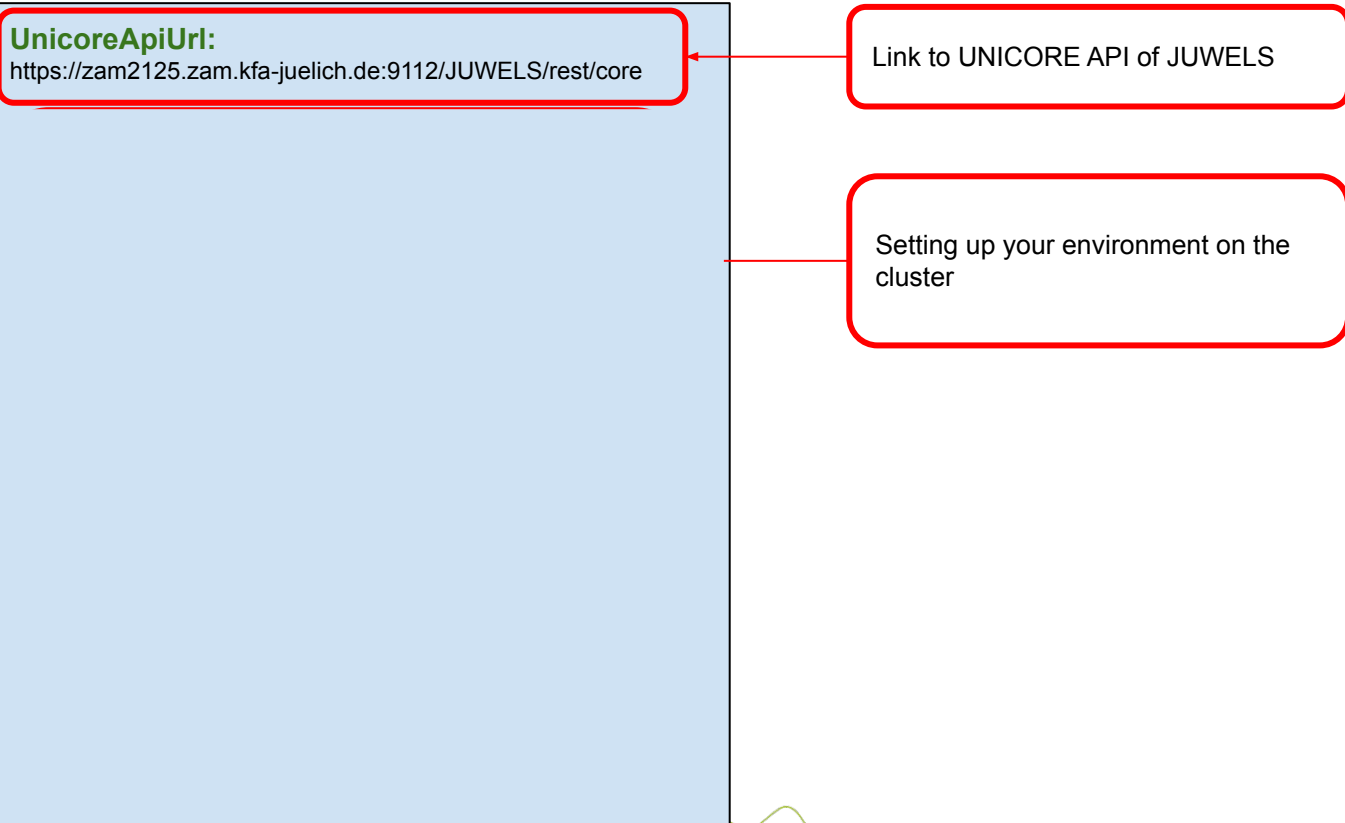 UnicoreApiUrl:
https://zam2125.zam.kfa-juelich.de:9112/JUWELS/rest/core
Link to UNICORE API of JUWELS
Setting up your environment on the
cluster